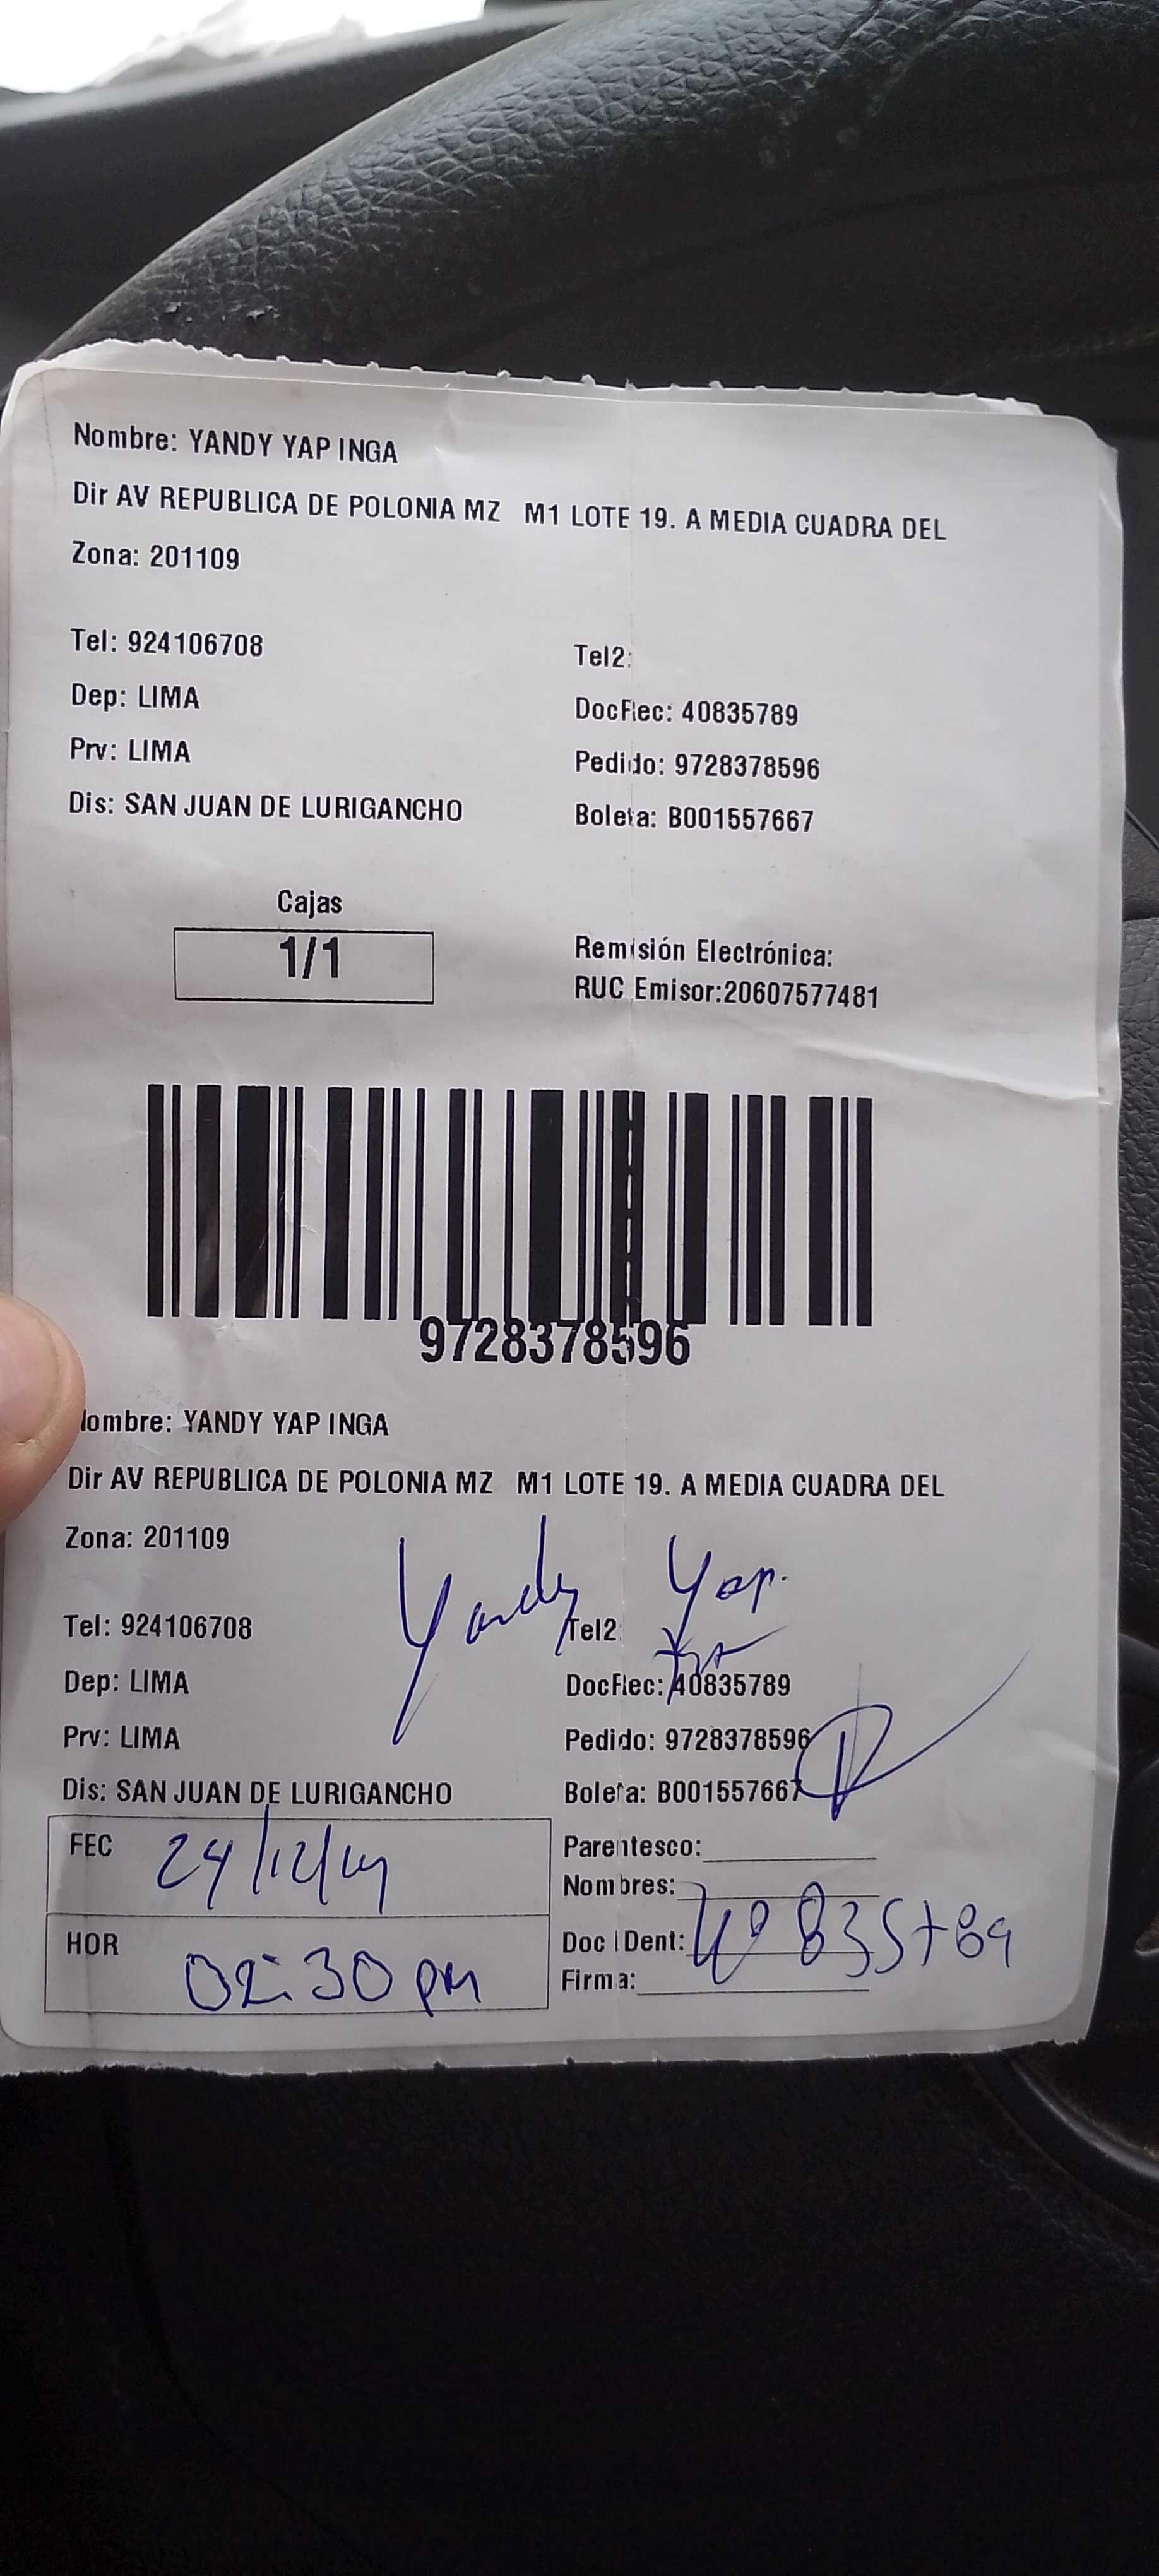 Nombre: YANDY YAP INGA
Dir AV REPUBLICA DE POLONIA MZ M1 LOTE 19. A MEDIA CUADRA DEL
Zona: 201109
Tel: 924106708
Tel2:
Dep: LIMA
DocRec: 40835789
Prv: LIMA
Pedido: 9728378596
Dis: SAN JUAN DE LURIGANCHO
Boleta: B001557667
Cajas
1/1
Remisión Electrónica:
RUC Emisor:20607577481
9728378596
Nombre: YANDY YAP INGA
Dir AV REPUBLICA DE POLONIA MZ M1 LOTE 19. A MEDIA CUADRA DEL
Zona: 201109
Yandy Yap.
Tel: 924106708
Tel2:
Dep: LIMA
DocRec: 40835789
Prv: LIMA
Pedido: 9728378596
Dis: SAN JUAN DE LURIGANCHO
Boleta: B001557667
FEC 24/12/24
Parentesco:
Nombres:
HOR 02:30 pm
Doc Ident: 40835789
Firma: